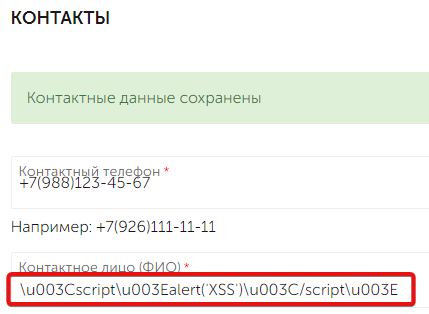 КОНТАКТЫ
Контактные данные сохранены
Контактный телефон *
+7(988)123-45-67
Например: +7(926)111-11-11
Контактное лицо (ФИО) *
\u003Cscript\u003Ealert('XSS')\u003C/script\u003E